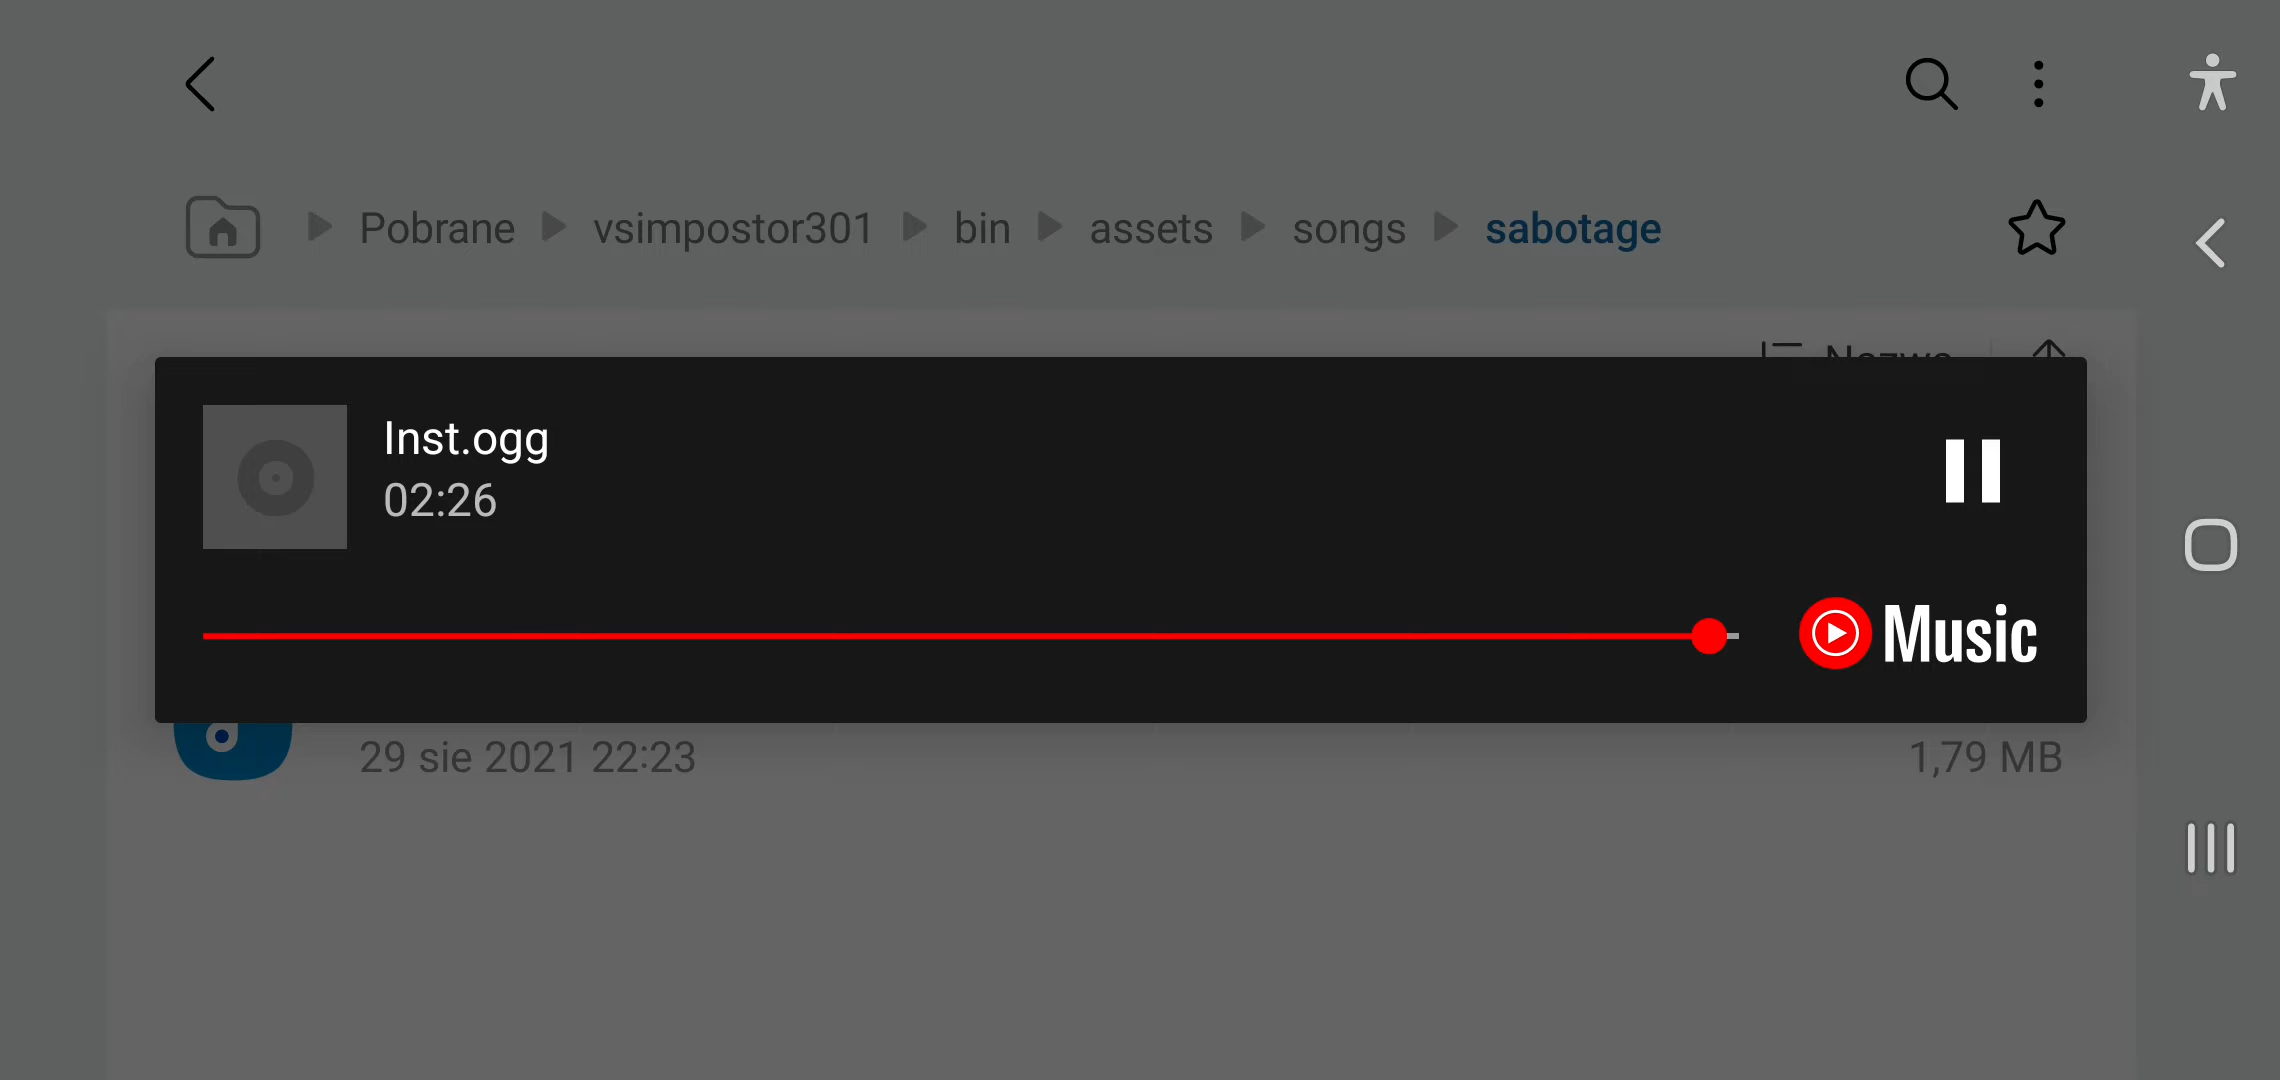 Pobrane vsimpostor301 bin assets songs sabotage
Nazwa
Inst.ogg
02:26
Music
29 sie 2021 22:23
1,79 MB